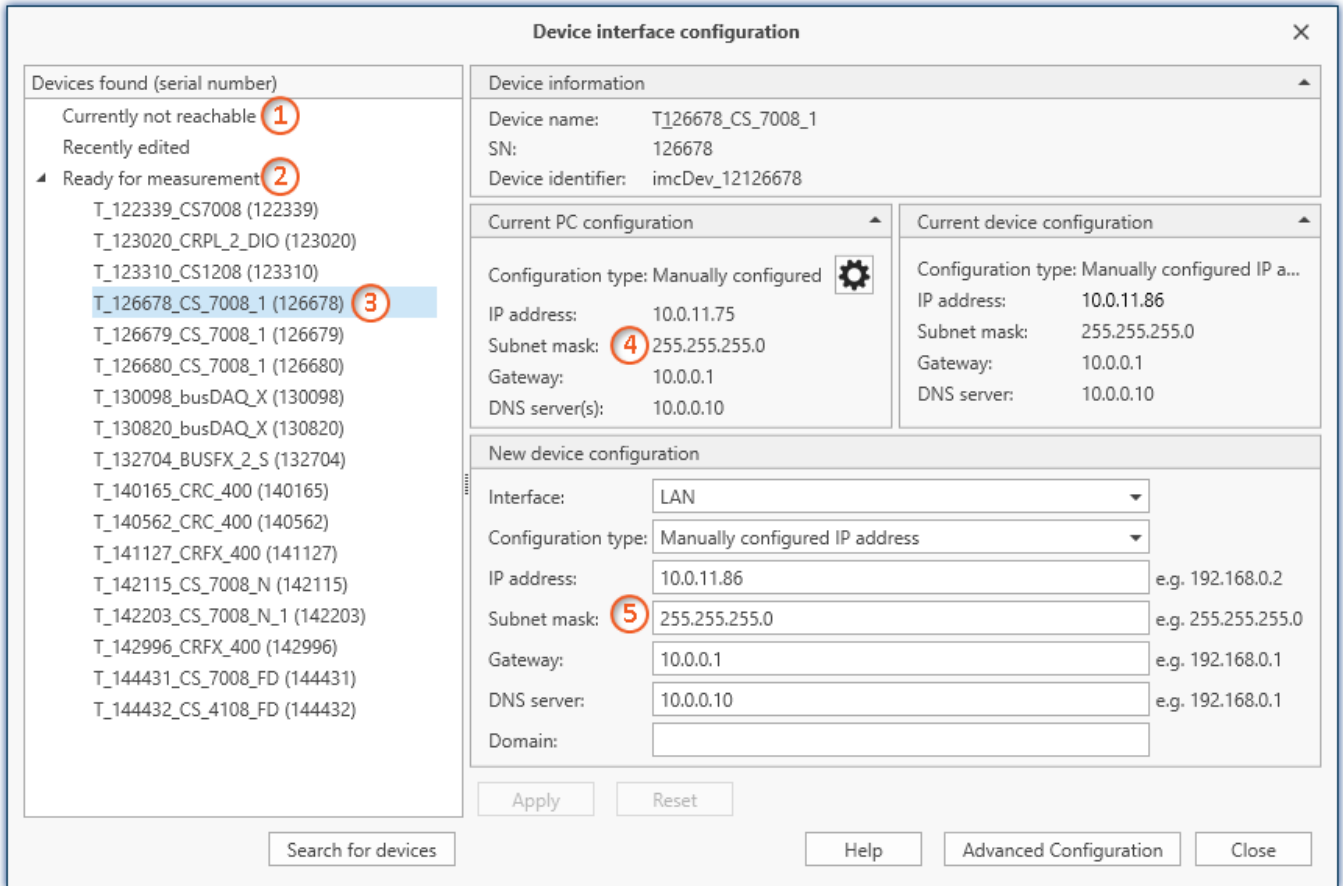 Device interface configuration
Devices found (serial number)
Currently not reachable 1
Recently edited
Ready for measurement 2
T_122339_CS7008 (122339)
T_123020_CRPL_2_DIO (123020)
T_123310_CS1208 (123310)
T_126678_CS_7008_1 (126678) 3
T_126679_CS_7008_1 (126679)
T_126680_CS_7008_1 (126680)
T_130098_busDAQ_X (130098)
T_130820_busDAQ_X (130820)
T_132704_BUSFX_2_S (132704)
T_140165_CRC_400 (140165)
T_140562_CRC_400 (140562)
T_141127_CRFX_400 (141127)
T_142115_CS_7008_N (142115)
T_142203_CS_7008_N_1 (142203)
T_142996_CRFX_400 (142996)
T_144431_CS_7008_FD (144431)
T_144432_CS_4108_FD (144432)
Search for devices
Device information
Device name: T126678_CS_7008_1
SN: 126678
Device identifier: imcDev_12126678
Current PC configuration
Configuration type: Manually configured
IP address: 10.0.11.75
Subnet mask: 4 255.255.255.0
Gateway: 10.0.0.1
DNS server(s): 10.0.0.10
Current device configuration
Configuration type: Manually configured IP a...
IP address: 10.0.11.86
Subnet mask: 255.255.255.0
Gateway: 10.0.0.1
DNS server: 10.0.0.10
New device configuration
Interface: LAN
Configuration type: Manually configured IP address
IP address: 10.0.11.86 e.g. 192.168.0.2
Subnet mask: 5 255.255.255.0 e.g. 255.255.255.0
Gateway: 10.0.0.1 e.g. 192.168.0.1
DNS server: 10.0.0.10 e.g. 192.168.0.1
Domain:
Apply Reset
Help Advanced Configuration Close